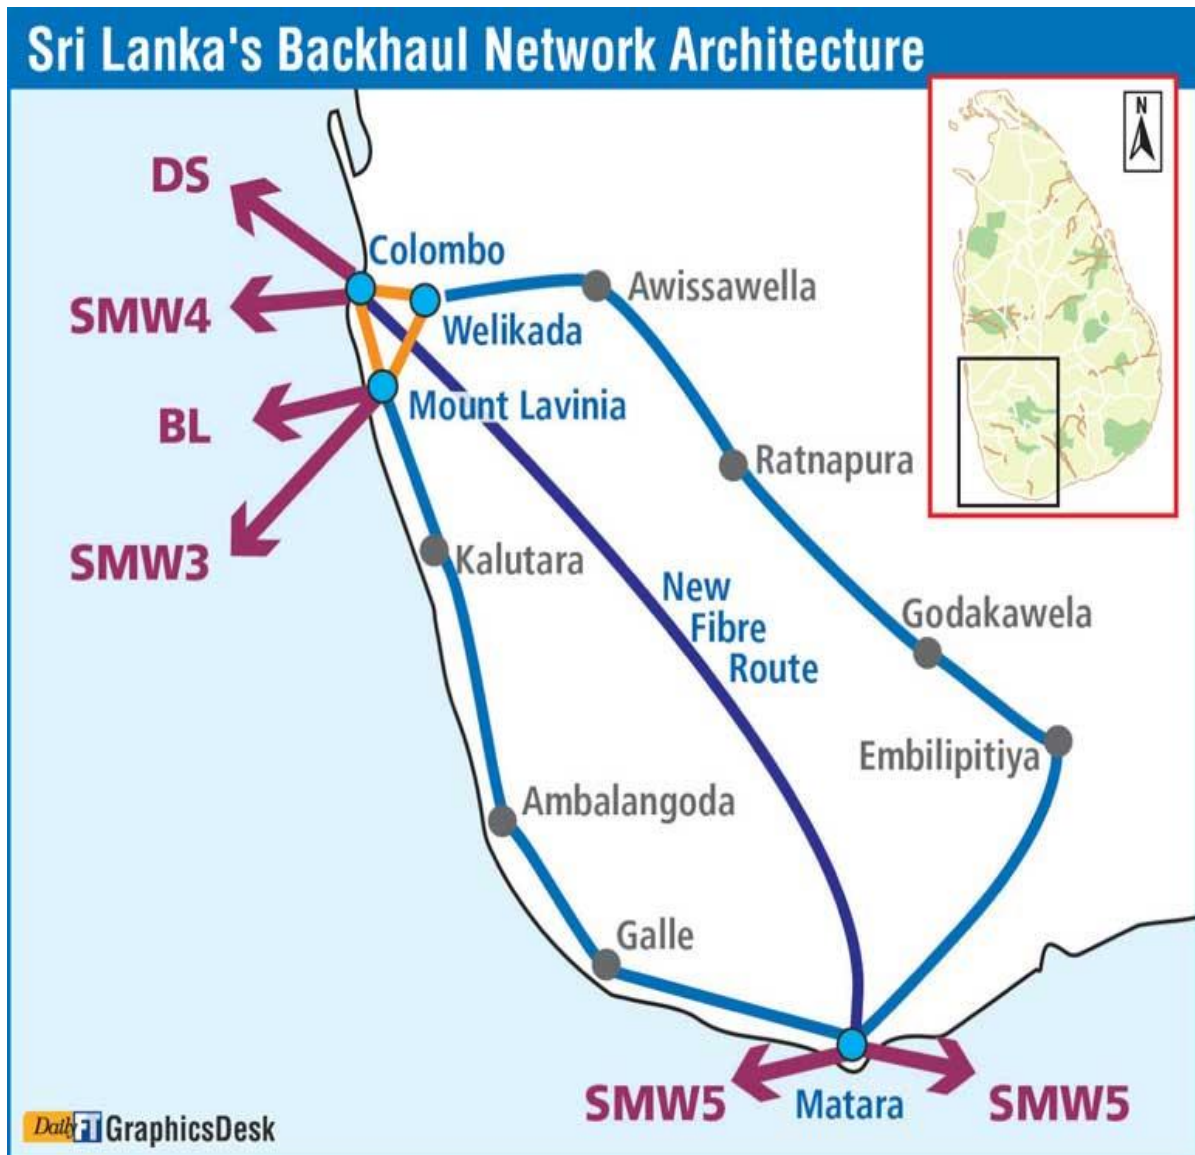 Sri Lanka's Backhaul Network Architecture
N
DS
Colombo
SMW4
Awissawella
Welikada
BL
Mount Lavinia
Ratnapura
SMW3
Kalutara
New
Fibre
Route
Godakawela
Embilipitiya
Ambalangoda
Galle
SMW5
Matara
SMW5
Daily FT GraphicsDesk